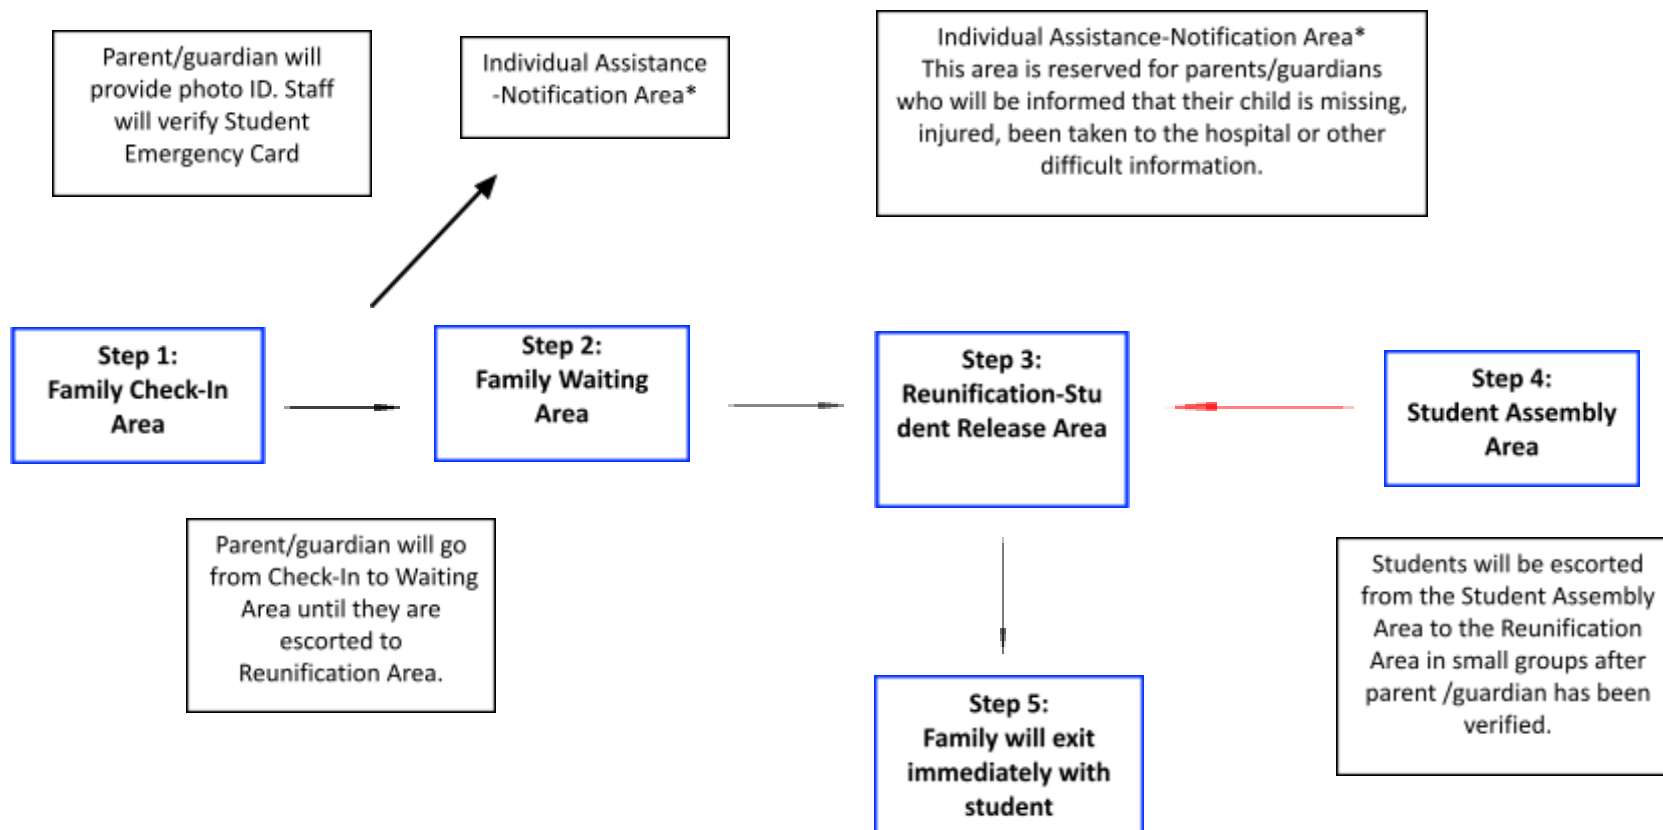 Parent/guardian will
provide photo ID. Staff
will verify Student
Emergency Card
Individual Assistance
-Notification Area*
Individual Assistance-Notification Area*
This area is reserved for parents/guardians
who will be informed that their child is missing,
injured, been taken to the hospital or other
difficult information.
Step 1:
Family Check-In
Area
Step 2:
Family Waiting
Area
Step 3:
Reunification-Stu
dent Release Area
Step 4:
Student Assembly
Area
Parent/guardian will go
from Check-In to Waiting
Area until they are
escorted to
Reunification Area.
Students will be escorted
from the Student Assembly
Area to the Reunification
Area in small groups after
parent /guardian has been
verified.
Step 5:
Family will exit
immediately with
student